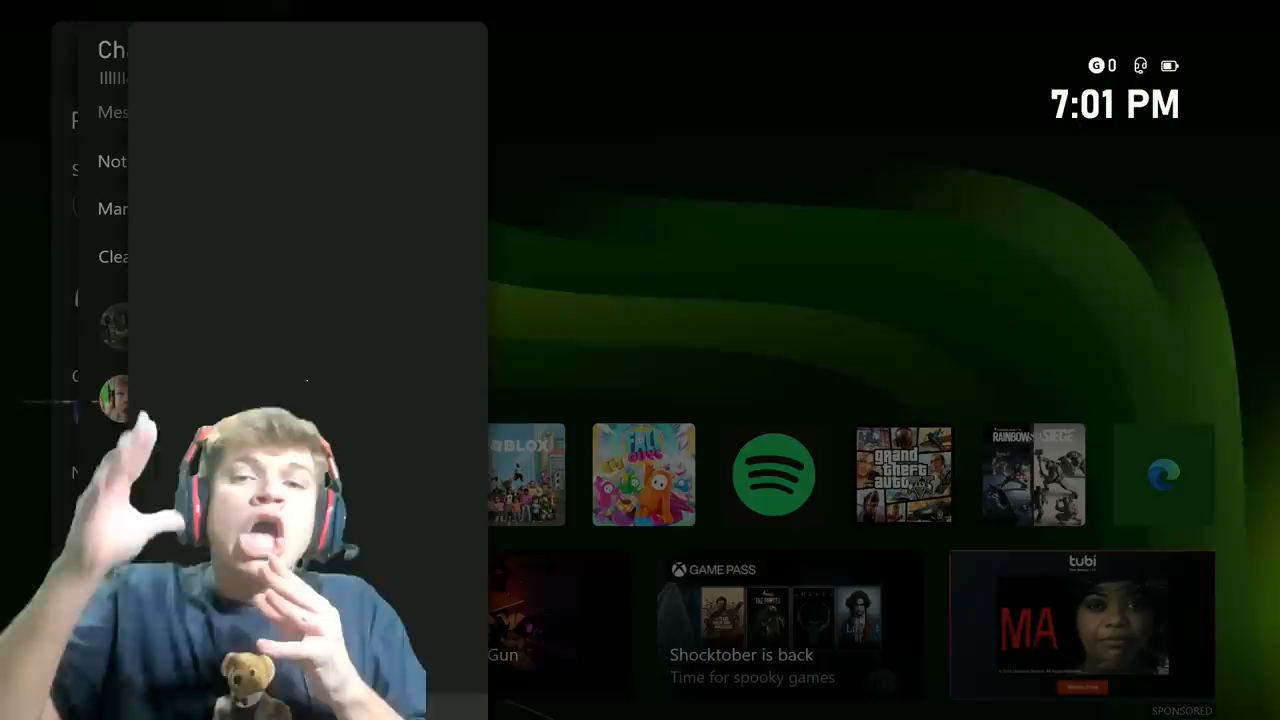 G 0
7:01 PM
Ch
Mes
Not
Mar
Clea
BLOX
FALL GUYS
grand
theft
auto
RAINBOW SIEGE
GAME PASS
Gun
Shocktober is back
Time for spooky games
tubi
MA
SPONSORED